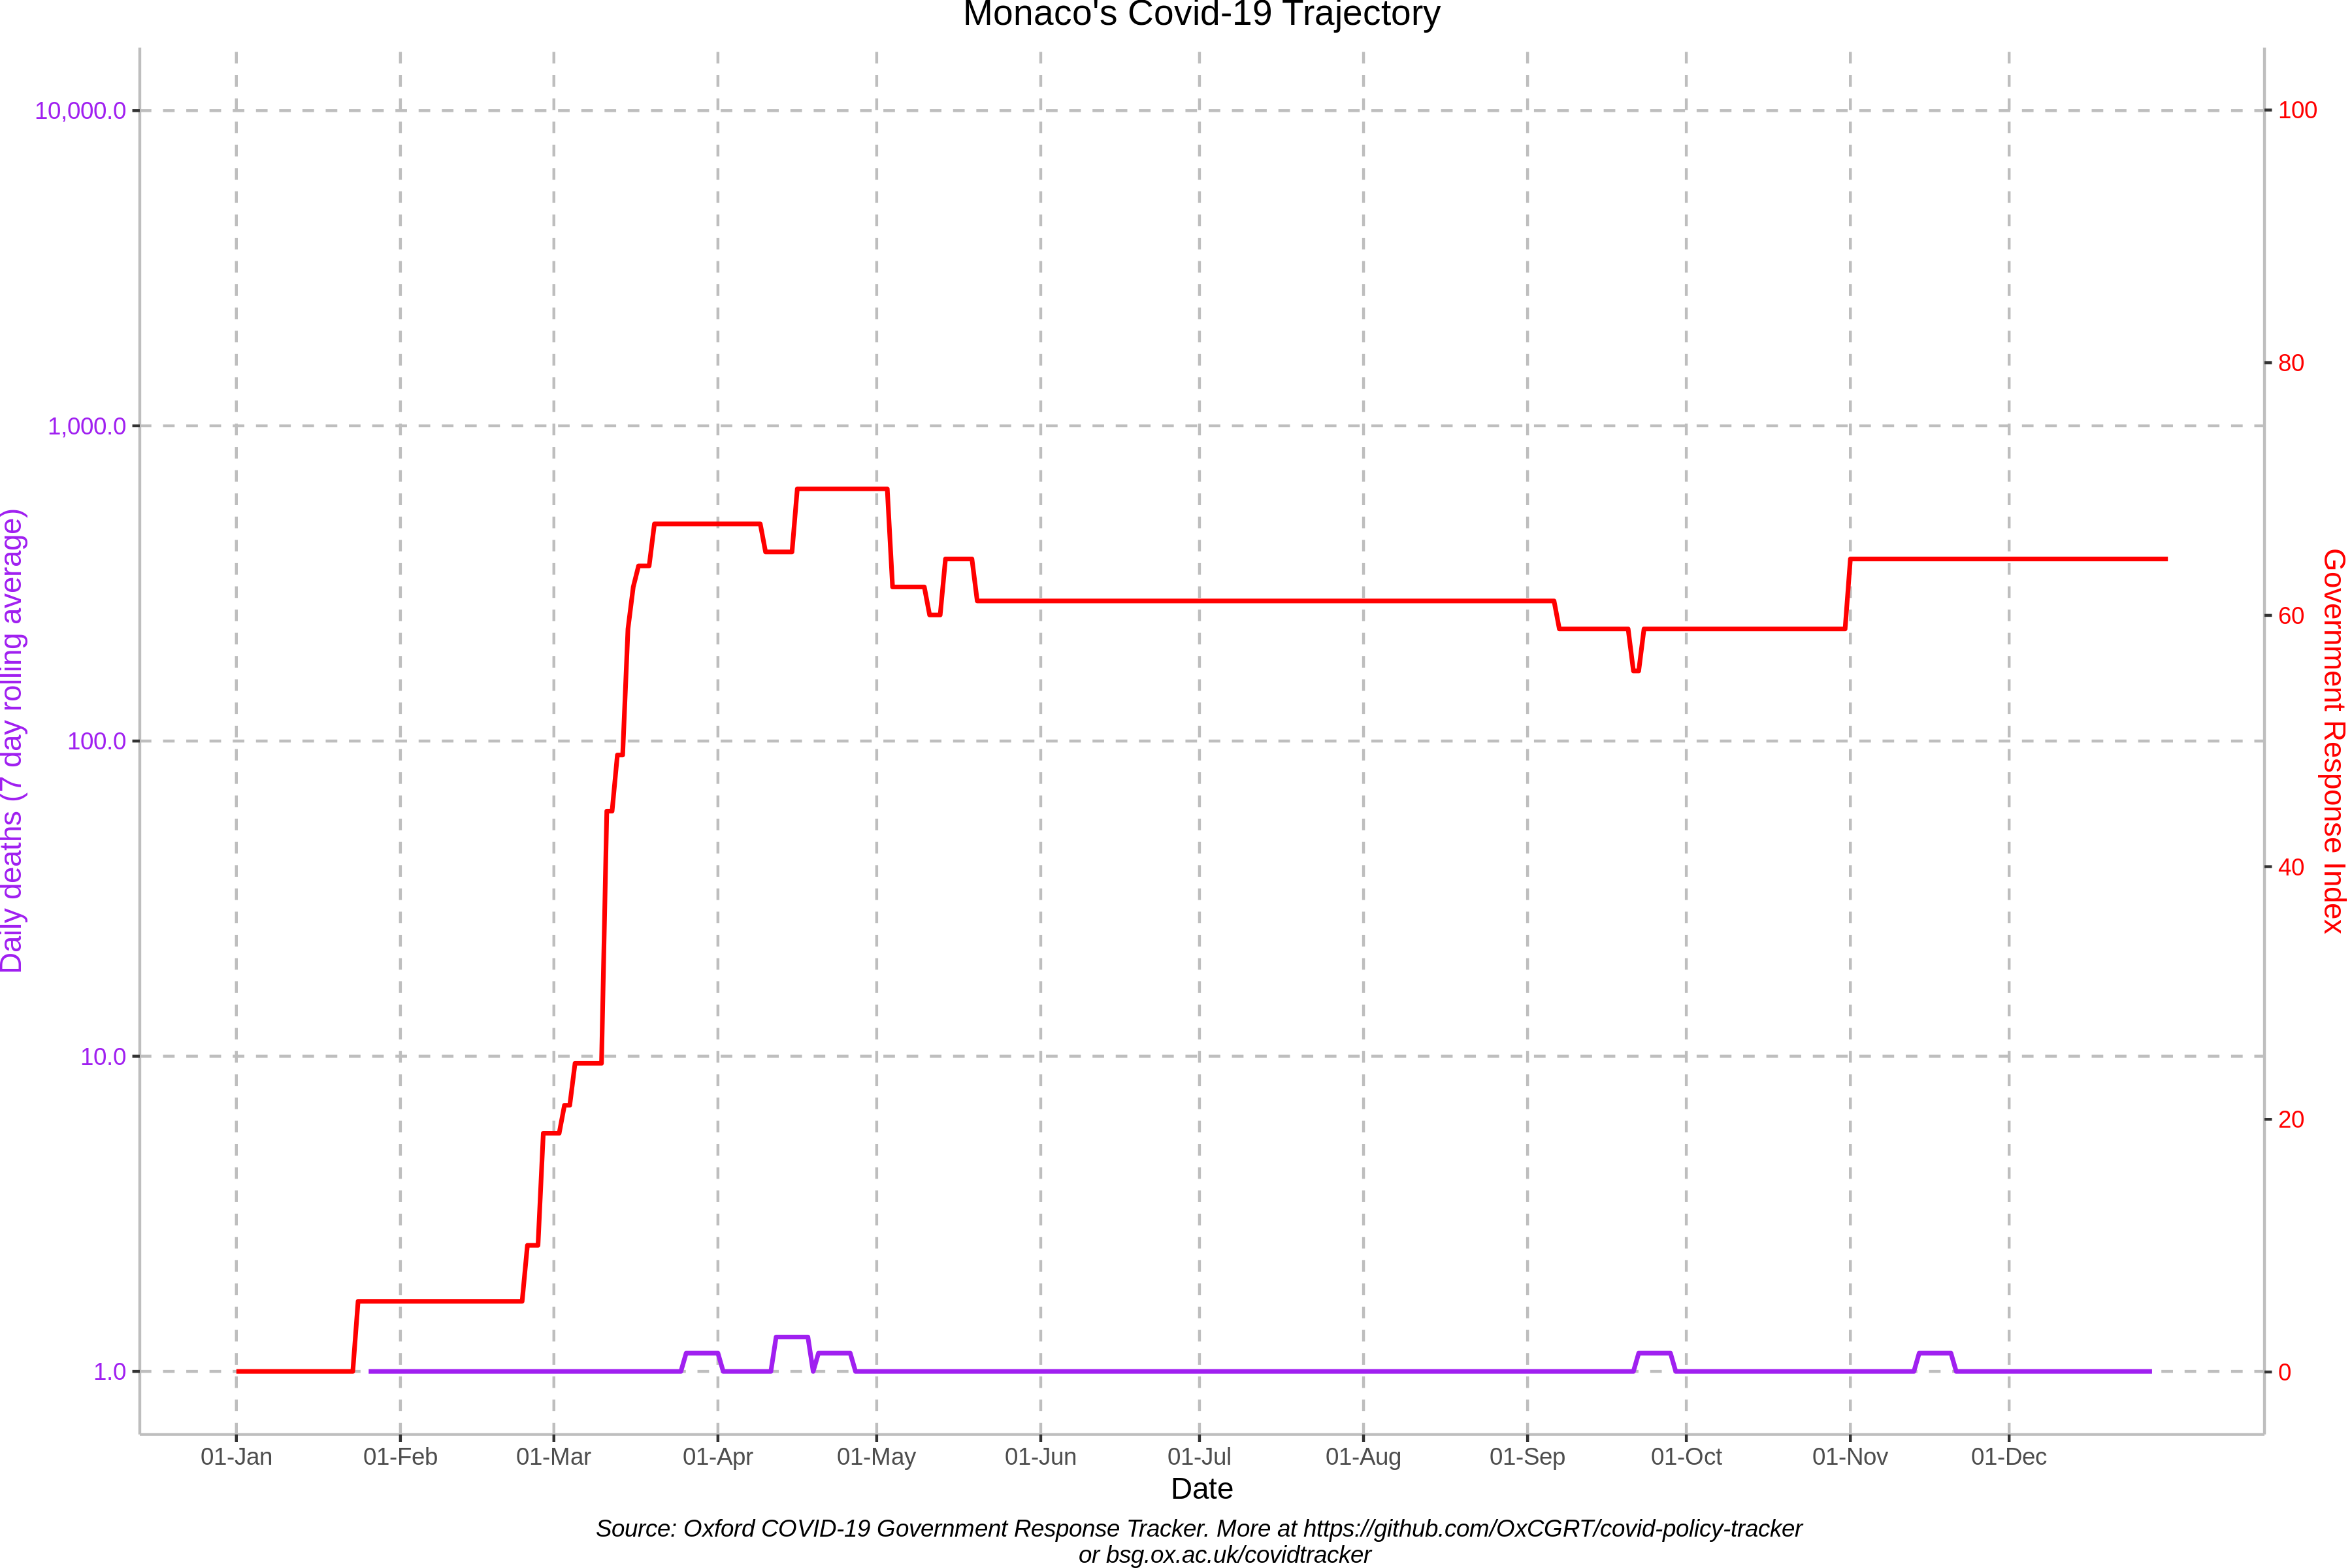 Monaco's Covid-19 Trajectory
10,000.0
1,000.0
100.0
10.0
1.0
Daily deaths (7 day rolling average)
100
80
60
40
20
0
Government Response Index
01-Jan 01-Feb 01-Mar 01-Apr 01-May 01-Jun 01-Jul 01-Aug 01-Sep 01-Oct 01-Nov 01-Dec
Date
Source: Oxford COVID-19 Government Response Tracker. More at https://github.com/OxCGRT/covid-policy-tracker
or bsg.ox.ac.uk/covidtracker